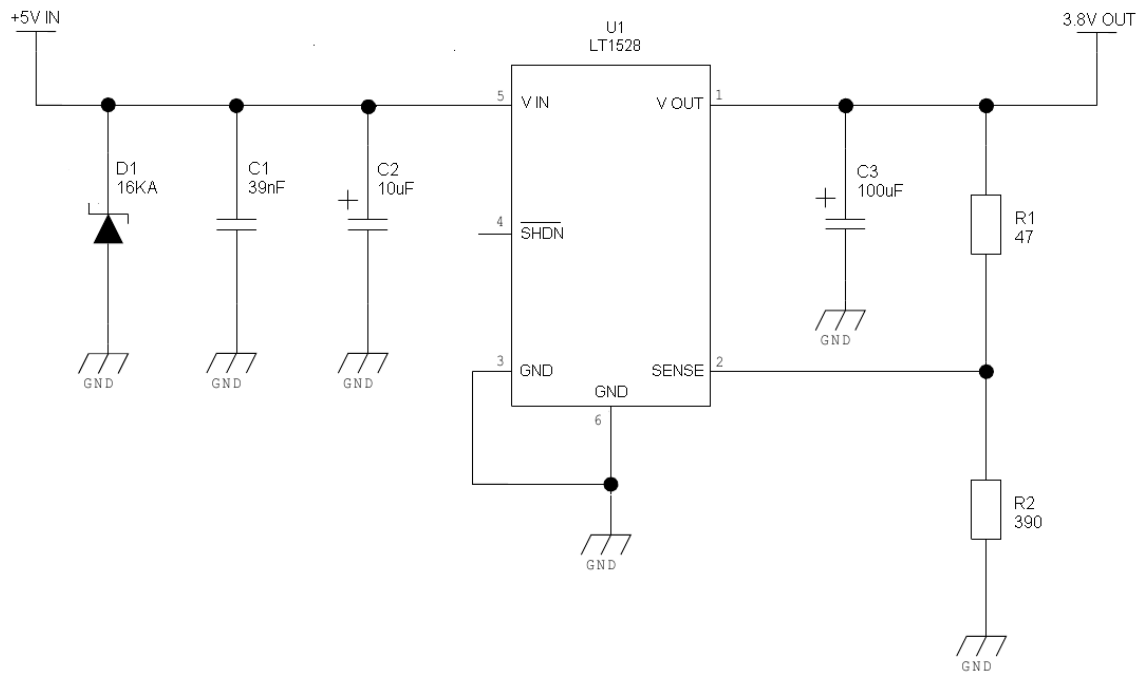 +5V IN
3.8V OUT
U1
LT1528
5
V IN
V OUT
1
D1
16KA
C1
39nF
C2
10uF
C3
100uF
4
SHDN
R1
47
GND
3
GND
SENSE
2
GND
GND
GND
GND
6
R2
390
GND
GND